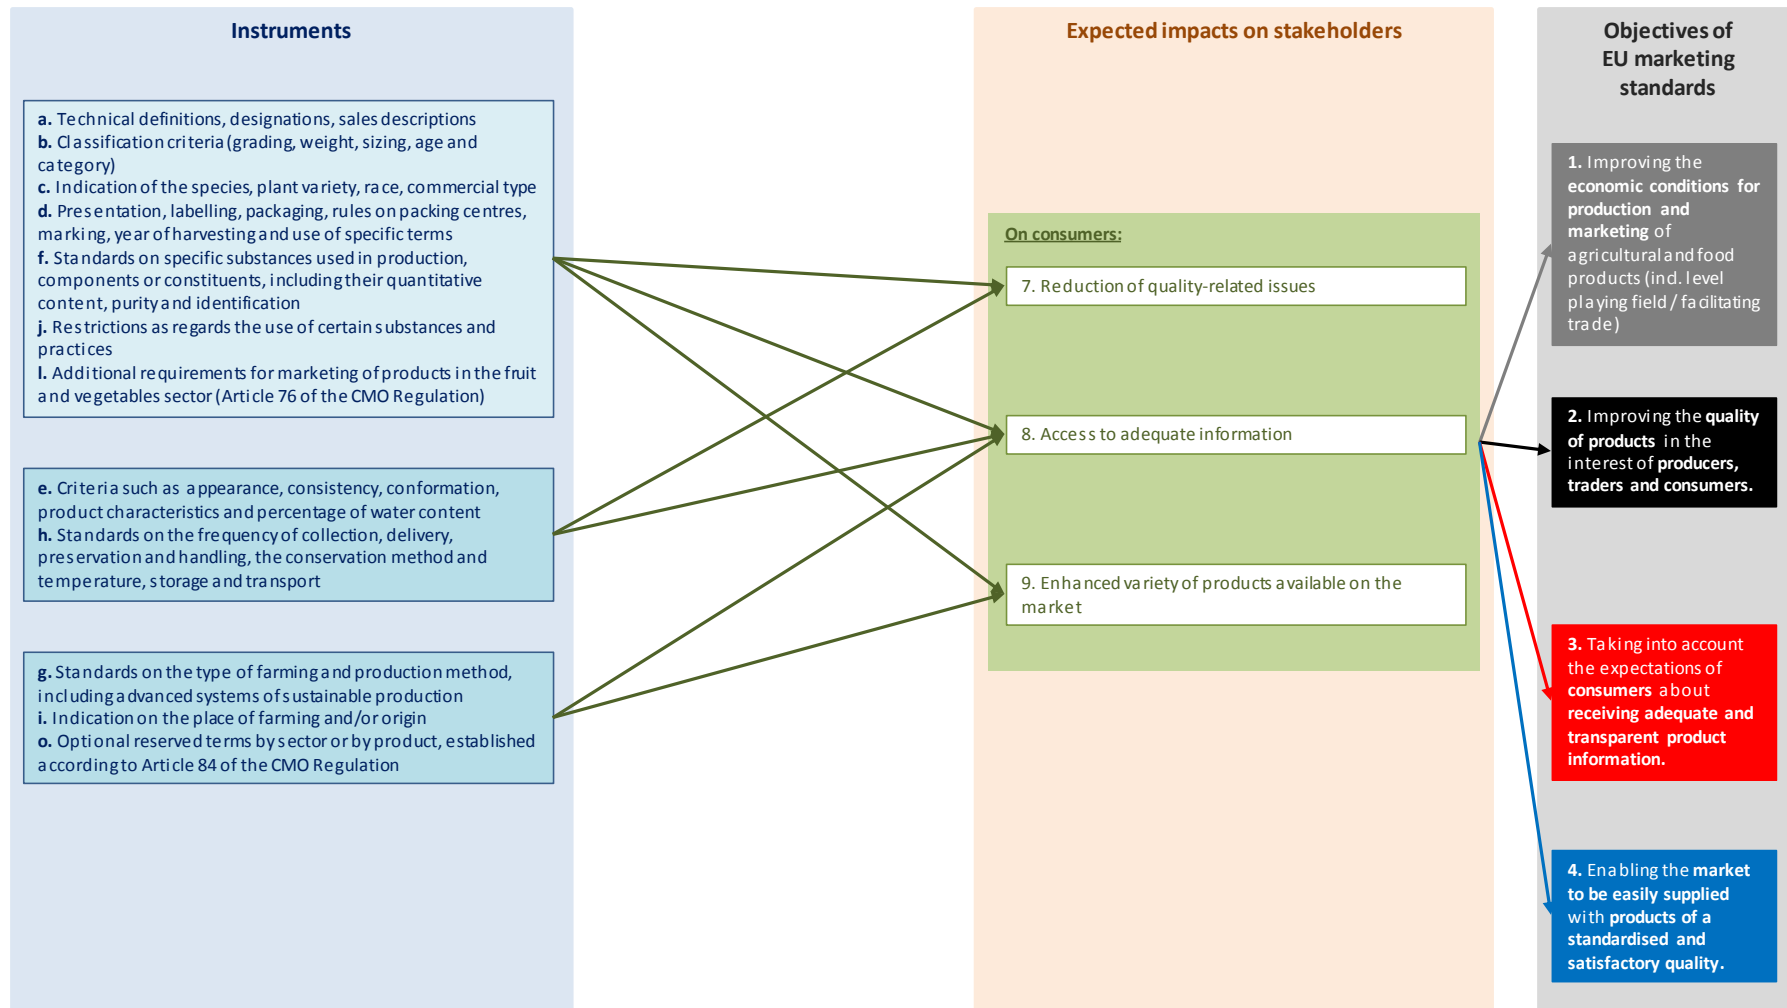 Instruments
a. Technical definitions, designations, sales descriptions
b. Classification criteria (grading, weight, sizing, age and
category)
c. Indication of the species, plant variety, race, commercial type
d. Presentation, labelling, packaging, rules on packing centres,
marking, year of harvesting and use of specific terms
f. Standards on specific substances used in production,
components or constituents, including their quantitative
content, purity and identification
j. Restrictions as regards the use of certain substances and
practices
l. Additional requirements for marketing of products in the fruit
and vegetables sector (Article 76 of the CMO Regulation)
e. Criteria such as appearance, consistency, conformation,
product characteristics and percentage of water content
h. Standards on the frequency of collection, delivery,
preservation and handling, the conservation method and
temperature, storage and transport
g. Standards on the type of farming and production method,
including advanced systems of sustainable production
i. Indication on the place of farming and/or origin
o. Optional reserved terms by sector or by product, established
according to Article 84 of the CMO Regulation
Expected impacts on stakeholders
On consumers:
7. Reduction of quality-related issues
8. Access to adequate information
9. Enhanced variety of products available on the
market
Objectives of
EU marketing
standards
1. Improving the
economic conditions for
production and
marketing of
agricultural and food
products (ind. level
playing field / facilitating
trade)
2. Improving the quality
of products in the
interest of producers,
traders and consumers.
3. Taking into account
the expectations of
consumers about
receiving adequate and
transparent product
information.
4. Enabling the market
to be easily supplied
with products of a
standardised and
satisfactory quality.